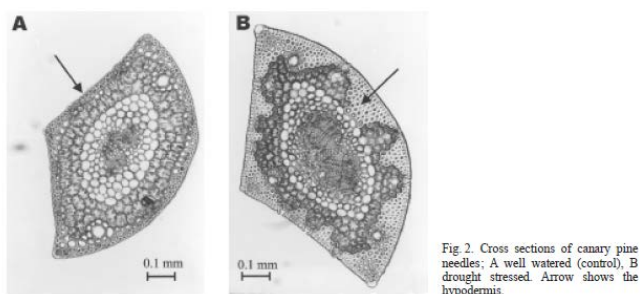 A
B
0.1 mm
0.1 mm
Fig. 2. Cross sections of canary pine
needles; A well watered (control), B
drought stressed. Arrow shows the
hypodermis.